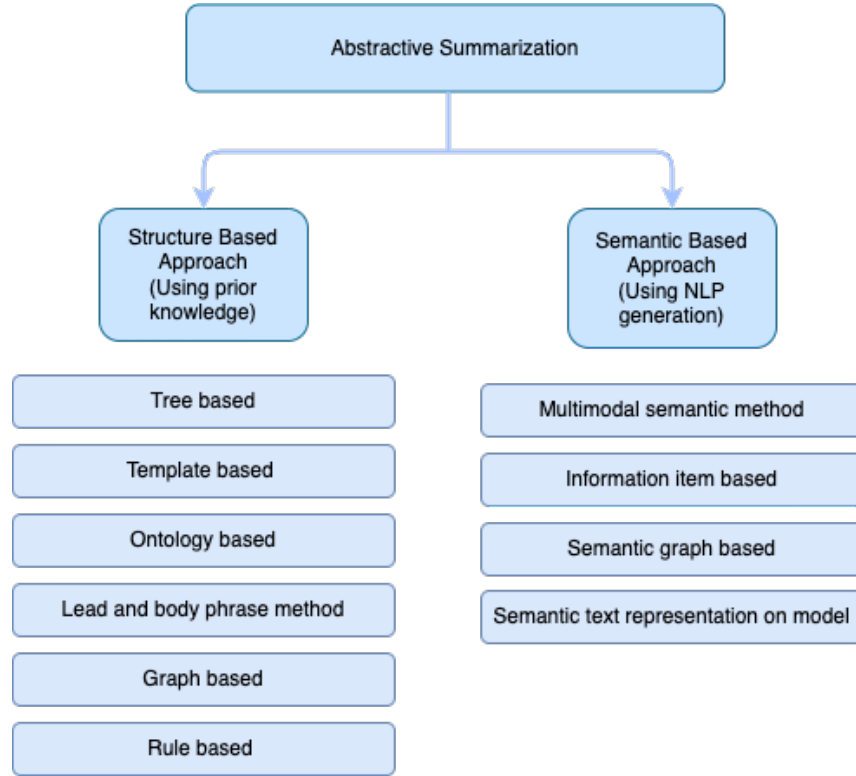 Abstractive Summarization
Structure Based
Approach
(Using prior
knowledge)
Semantic Based
Approach
(Using NLP
generation)
Tree based
Template based
Ontology based
Lead and body phrase method
Graph based
Rule based
Multimodal semantic method
Information item based
Semantic graph based
Semantic text representation on model